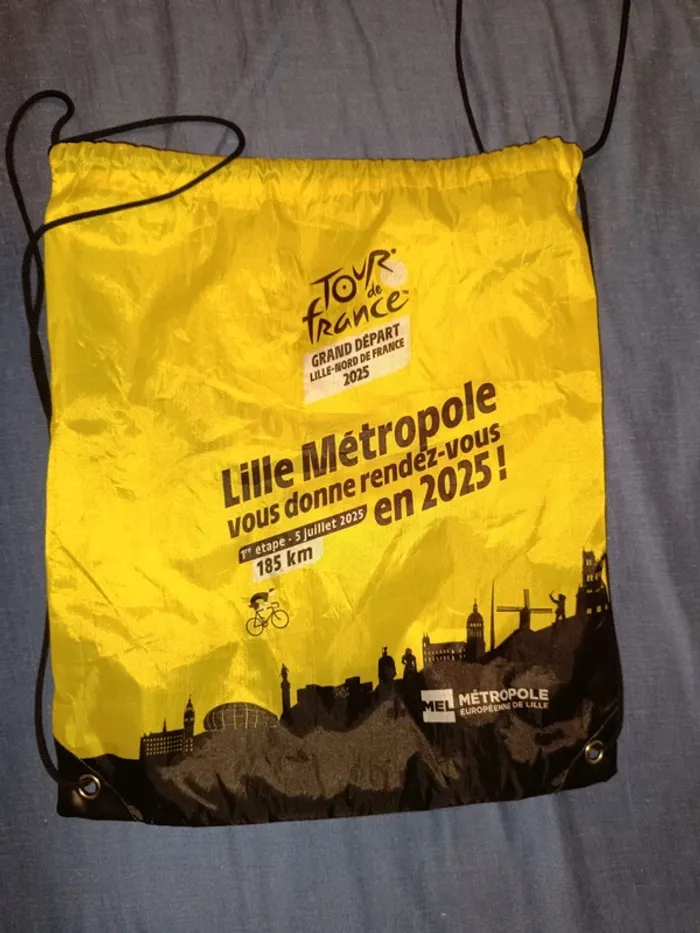 TOUR
de
france
GRAND DÉPART
LILLE-NORD DE FRANCE
2025
Lille Métropole
vous donne rendez-vous
en 2025 !
1re etape - 5 juillet 2025
185 km
MEL MÉTROPOLE
EUROPÉENNE DE LILLE